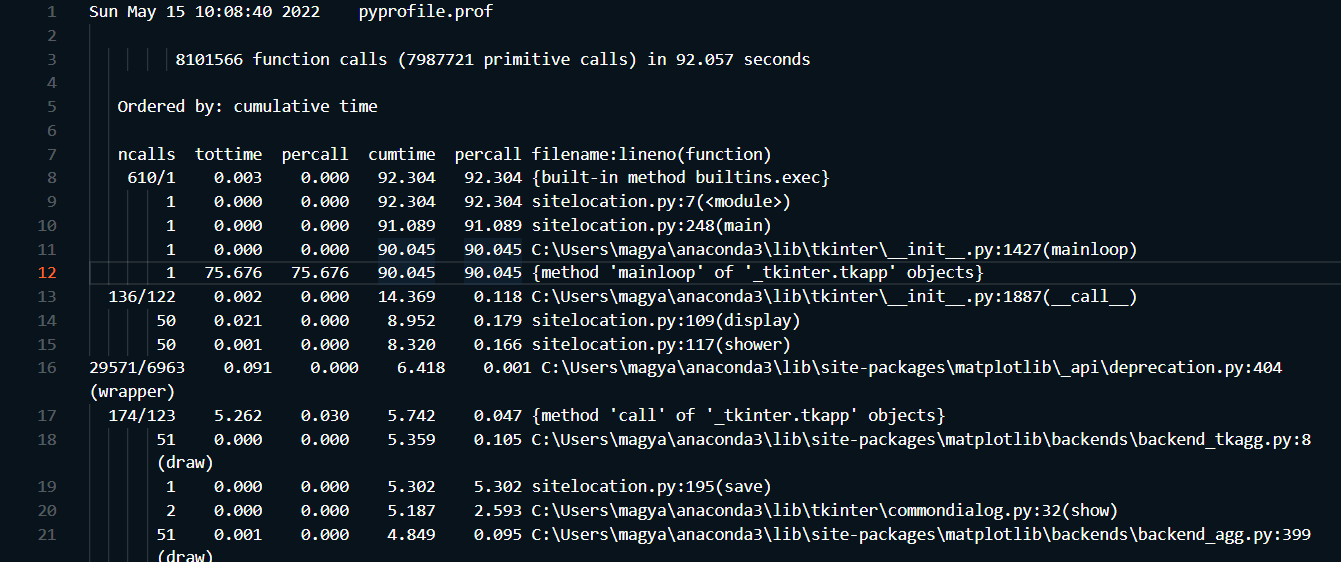 1 Sun May 15 10:08:40 2022    pyprofile.prof
2
3 8101566 function calls (7987721 primitive calls) in 92.057 seconds
4
5 Ordered by: cumulative time
6
7 ncalls  tottime  percall  cumtime  percall filename:lineno(function)
8 610/1    0.003    0.000   92.304   92.304 {built-in method builtins.exec}
9 1    0.000    0.000   92.304   92.304 sitelocation.py:7(<module>)
10 1    0.000    0.000   91.089   91.089 sitelocation.py:248(main)
11 1    0.000    0.000   90.045   90.045 C:\Users\magya\anaconda3\lib\tkinter\__init__.py:1427(mainloop)
12 1   75.676   75.676   90.045   90.045 {method 'mainloop' of '_tkinter.tkapp' objects}
13 136/122    0.002    0.000   14.369    0.118 C:\Users\magya\anaconda3\lib\tkinter\__init__.py:1887(__call__)
14 50    0.021    0.000    8.952    0.179 sitelocation.py:109(display)
15 50    0.001    0.000    8.320    0.166 sitelocation.py:117(shower)
16 29571/6963    0.091    0.000    6.418    0.001 C:\Users\magya\anaconda3\lib\site-packages\matplotlib\_api\deprecation.py:404
(wrapper)
17 174/123    5.262    0.030    5.742    0.047 {method 'call' of '_tkinter.tkapp' objects}
18 51    0.000    0.000    5.359    0.105 C:\Users\magya\anaconda3\lib\site-packages\matplotlib\backends\backend_tkagg.py:8
(draw)
19 1    0.000    0.000    5.302    5.302 sitelocation.py:195(save)
20 2    0.000    0.000    5.187    2.593 C:\Users\magya\anaconda3\lib\tkinter\commondialog.py:32(show)
21 51    0.001    0.000    4.849    0.095 C:\Users\magya\anaconda3\lib\site-packages\matplotlib\backends\backend_agg.py:399
(draw)